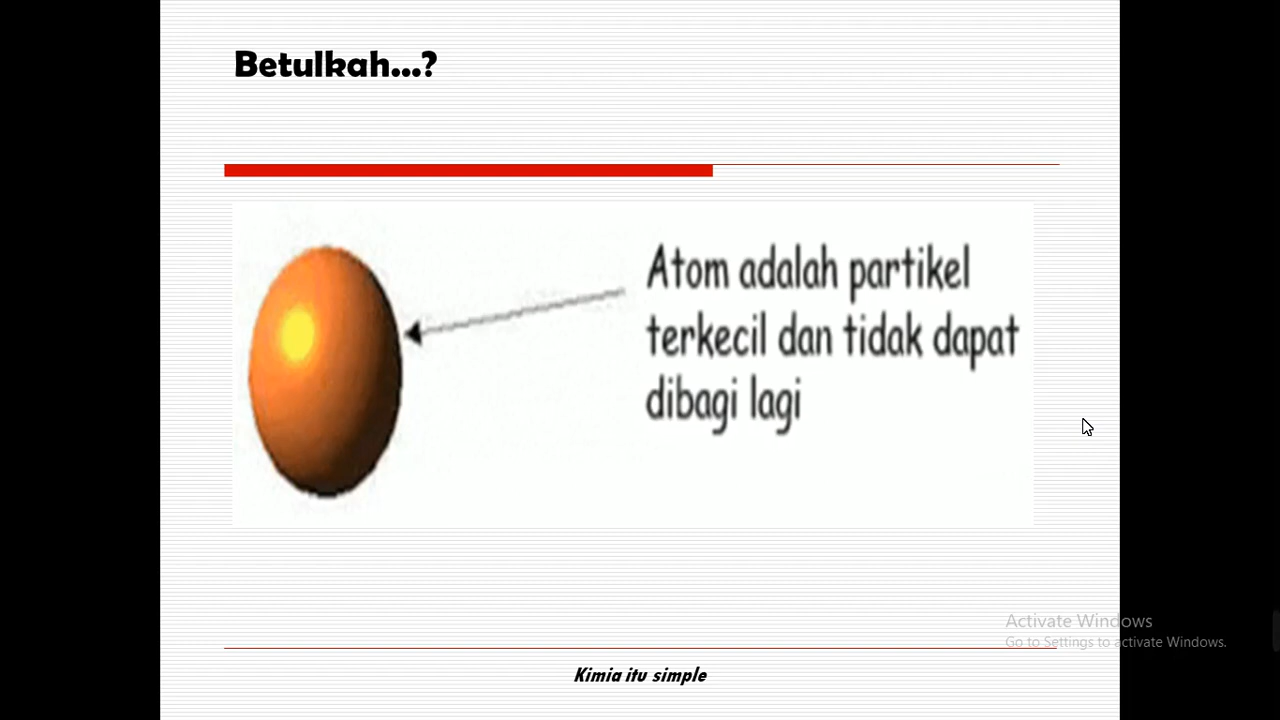 Betulkah...?
Atom adalah partikel
terkecil dan tidak dapat
dibagi lagi
Activate Windows
Go to Settings to activate Windows.
Kimia itu simple